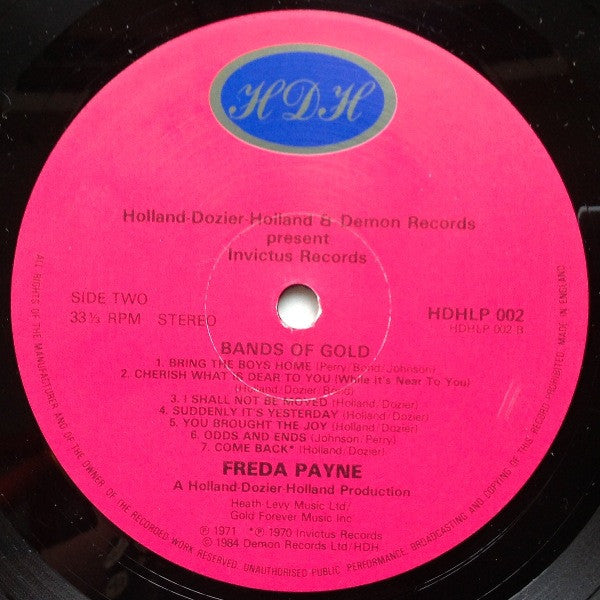 HDH
Holland-Dozier-Holland & Demon Records
present
Invictus Records
SIDE TWO
33⅓ RPM STEREO
HDHLP 002
HDHLP 002 B
BANDS OF GOLD
1. BRING THE BOYS HOME (Perry/Bond/Johnson)
2. CHERISH WHAT IS DEAR TO YOU (While It's Near To You)
(Holland/Dozier/Bond)
3. I SHALL NOT BE MOVED (Holland/Dozier)
4. SUDDENLY IT'S YESTERDAY (Holland/Dozier)
5. YOU BROUGHT THE JOY (Holland/Dozier)
6. ODDS AND ENDS (Johnson/Perry)
7. COME BACK* (Holland/Dozier)
FREDA PAYNE
A Holland-Dozier-Holland Production
Heath Levy Music Ltd/
Gold Forever Music Inc
℗ 1971 *℗ 1970 Invictus Records
© 1984 Demon Records Ltd/HDH
ALL RIGHTS OF THE MANUFACTURER AND OF THE OWNER OF THE RECORDED WORK RESERVED. UNAUTHORISED PUBLIC PERFORMANCE, BROADCASTING AND COPYING OF THIS RECORD PROHIBITED. MADE IN ENGLAND